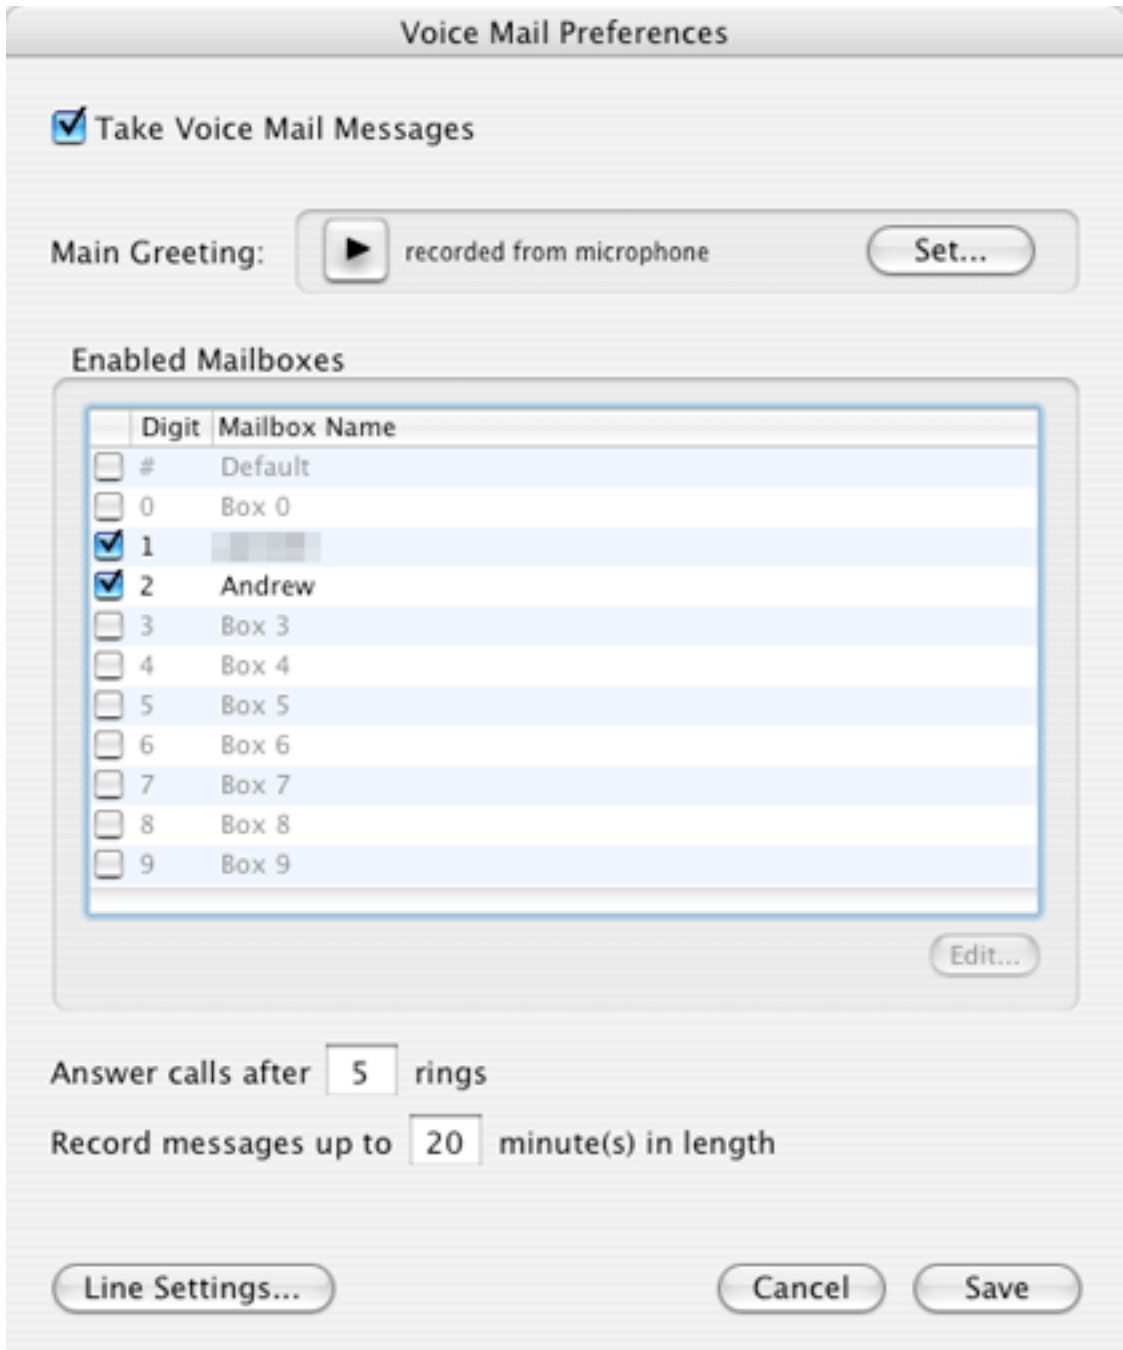 Voice Mail Preferences
Take Voice Mail Messages
Main Greeting: recorded from microphone Set...
Enabled Mailboxes
Digit Mailbox Name
# Default
0 Box 0
1
2 Andrew
3 Box 3
4 Box 4
5 Box 5
6 Box 6
7 Box 7
8 Box 8
9 Box 9
Edit...
Answer calls after 5 rings
Record messages up to 20 minute(s) in length
Line Settings... Cancel Save